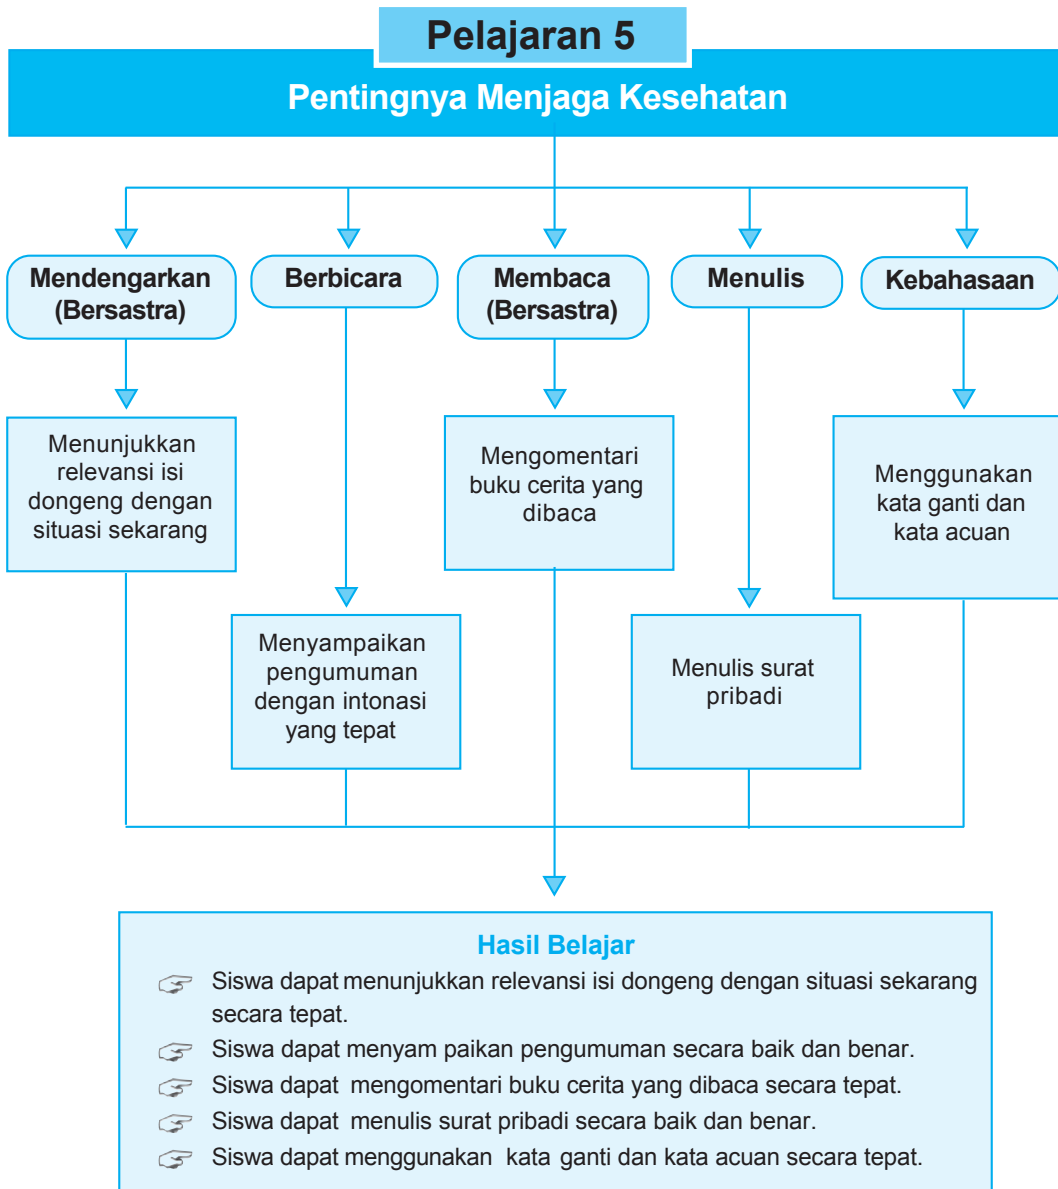 Pelajaran 5
Pentingnya Menjaga Kesehatan
Mendengarkan
(Bersastra)
Berbicara
Membaca
(Bersastra)
Menulis
Kebahasaan
Menunjukkan
relevansi isi
dongeng dengan
situasi sekarang
Mengomentari
buku cerita yang
dibaca
Menggunakan
kata ganti dan
kata acuan
Menyampaikan
pengumuman
dengan intonasi
yang tepat
Menulis surat
pribadi
Hasil Belajar
Siswa dapat menunjukkan relevansi isi dongeng dengan situasi sekarang
secara tepat.
Siswa dapat menyam paikan pengumuman secara baik dan benar.
Siswa dapat mengomentari buku cerita yang dibaca secara tepat.
Siswa dapat menulis surat pribadi secara baik dan benar.
Siswa dapat menggunakan kata ganti dan kata acuan secara tepat.